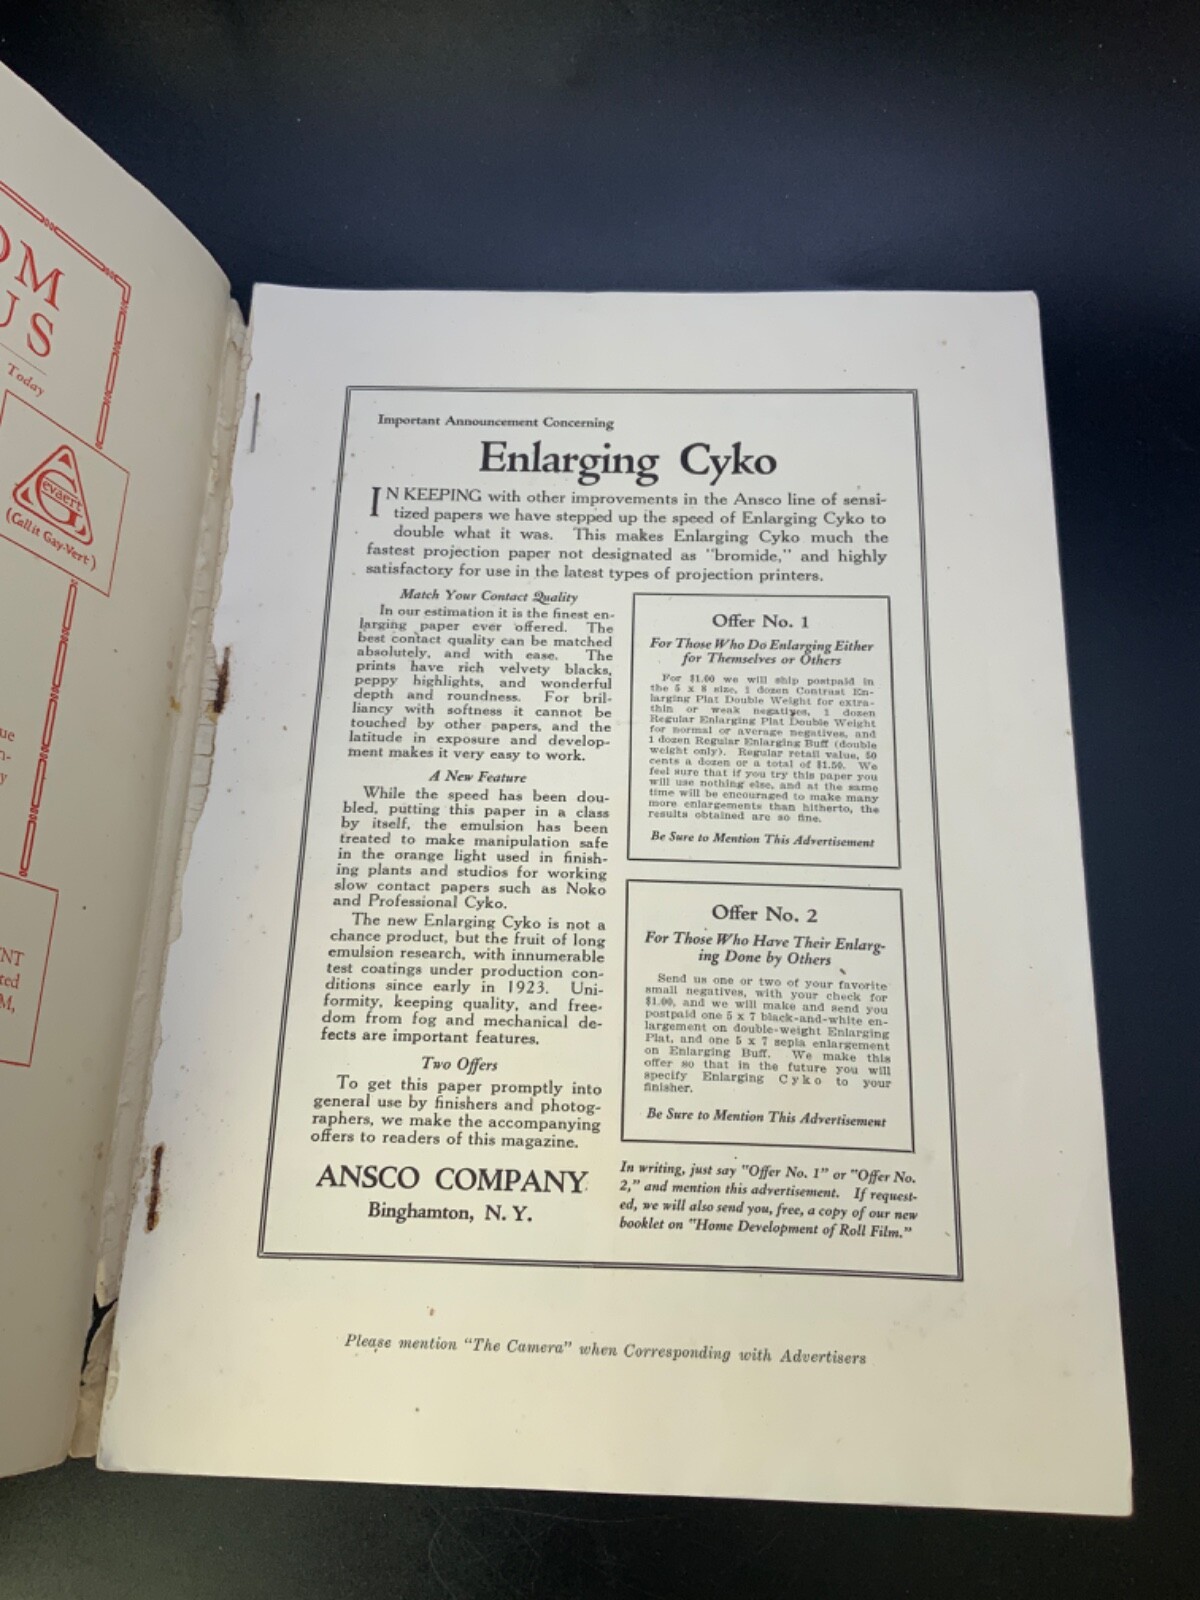 OM
US
Today
Gevaert
(Call it Gay-Vert)
ue
n-
y
NT
ted
M,
Important Announcement Concerning
Enlarging Cyko
IN KEEPING with other improvements in the Ansco line of sensi-
tized papers we have stepped up the speed of Enlarging Cyko to
double what it was. This makes Enlarging Cyko much the
fastest projection paper not designated as "bromide," and highly
satisfactory for use in the latest types of projection printers.
Match Your Contact Quality
In our estimation it is the finest en-
larging paper ever offered. The
best contact quality can be matched
absolutely, and with ease. The
prints have rich velvety blacks,
peppy highlights, and wonderful
depth and roundness. For bril-
liancy with softness it cannot be
touched by other papers, and the
latitude in exposure and develop-
ment makes it very easy to work.
A New Feature
While the speed has been dou-
bled, putting this paper in a class
by itself, the emulsion has been
treated to make manipulation safe
in the orange light used in finish-
ing plants and studios for working
slow contact papers such as Noko
and Professional Cyko.
The new Enlarging Cyko is not a
chance product, but the fruit of long
emulsion research, with innumerable
test coatings under production con-
ditions since early in 1923. Uni-
formity, keeping quality, and free-
dom from fog and mechanical de-
fects are important features.
Two Offers
To get this paper promptly into
general use by finishers and photog-
raphers, we make the accompanying
offers to readers of this magazine.
ANSCO COMPANY
Binghamton, N. Y.
Offer No. 1
For Those Who Do Enlarging Either
for Themselves or Others
For $1.00 we will ship postpaid in
the 5 x 8 size, 1 dozen Contrast En-
larging Plat Double Weight for extra-
thin or weak negatives, 1 dozen
Regular Enlarging Plat Double Weight
for normal or average negatives, and
1 dozen Regular Enlarging Buff (double
weight only). Regular retail value, 50
cents a dozen or a total of $1.50. We
feel sure that if you try this paper you
will use nothing else, and at the same
time will be encouraged to make many
more enlargements than hitherto, the
results obtained are so fine.
Be Sure to Mention This Advertisement
Offer No. 2
For Those Who Have Their Enlarg-
ing Done by Others
Send us one or two of your favorite
small negatives, with your check for
$1.00, and we will make and send you
postpaid one 5 x 7 black-and-white en-
largement on double-weight Enlarging
Plat, and one 5 x 7 sepia enlargement
on Enlarging Buff. We make this
offer so that in the future you will
specify Enlarging Cyko to your
finisher.
Be Sure to Mention This Advertisement
In writing, just say "Offer No. 1" or "Offer No.
2," and mention this advertisement. If request-
ed, we will also send you, free, a copy of our new
booklet on "Home Development of Roll Film."
Please mention "The Camera" when Corresponding with Advertisers